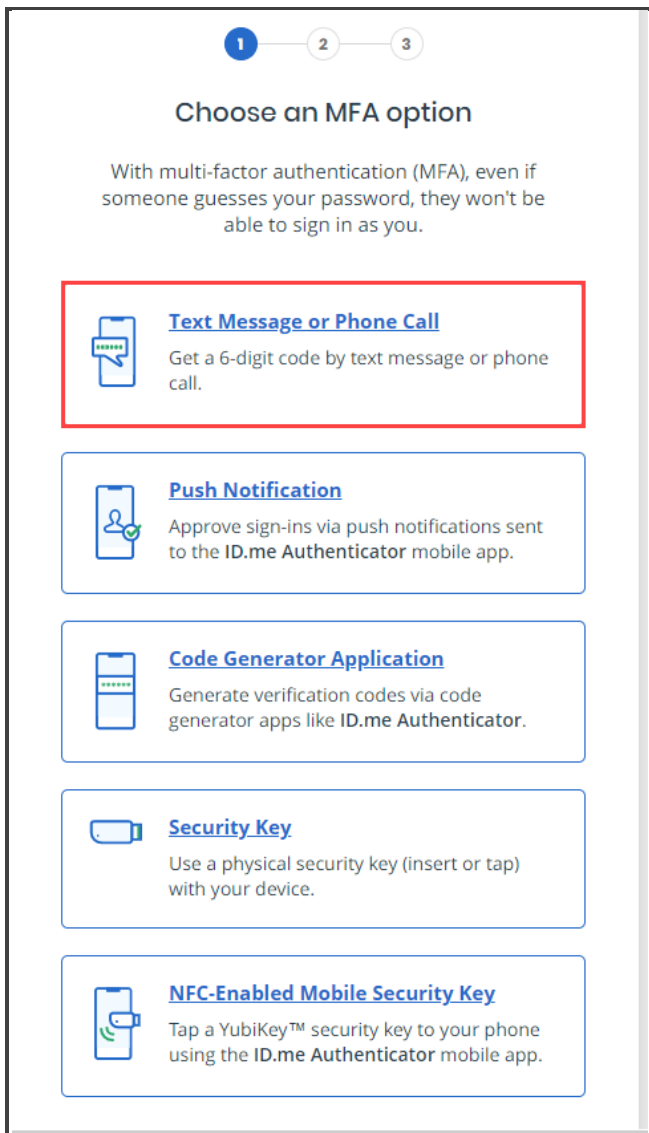 1 2 3
Choose an MFA option
With multi-factor authentication (MFA), even if
someone guesses your password, they won't be
able to sign in as you.
Text Message or Phone Call
Get a 6-digit code by text message or phone
call.
Push Notification
Approve sign-ins via push notifications sent
to the ID.me Authenticator mobile app.
Code Generator Application
Generate verification codes via code
generator apps like ID.me Authenticator.
Security Key
Use a physical security key (insert or tap)
with your device.
NFC-Enabled Mobile Security Key
Tap a YubiKey™ security key to your phone
using the ID.me Authenticator mobile app.